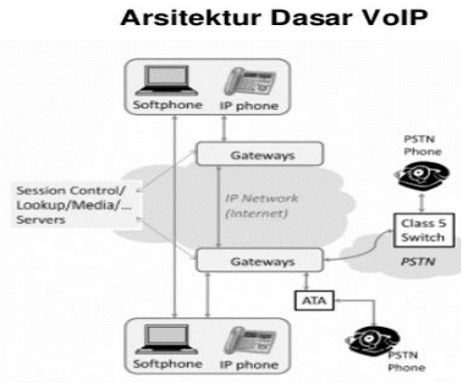 Arsitektur Dasar VoIP
Softphone IP phone
PSTN
Phone
Gateways
Session Control/
Lookup/Media/...
Servers
IP Network
(Internet)
Class 5
Switch
Gateways
PSTN
ATA
Softphone IP phone
PSTN
Phone